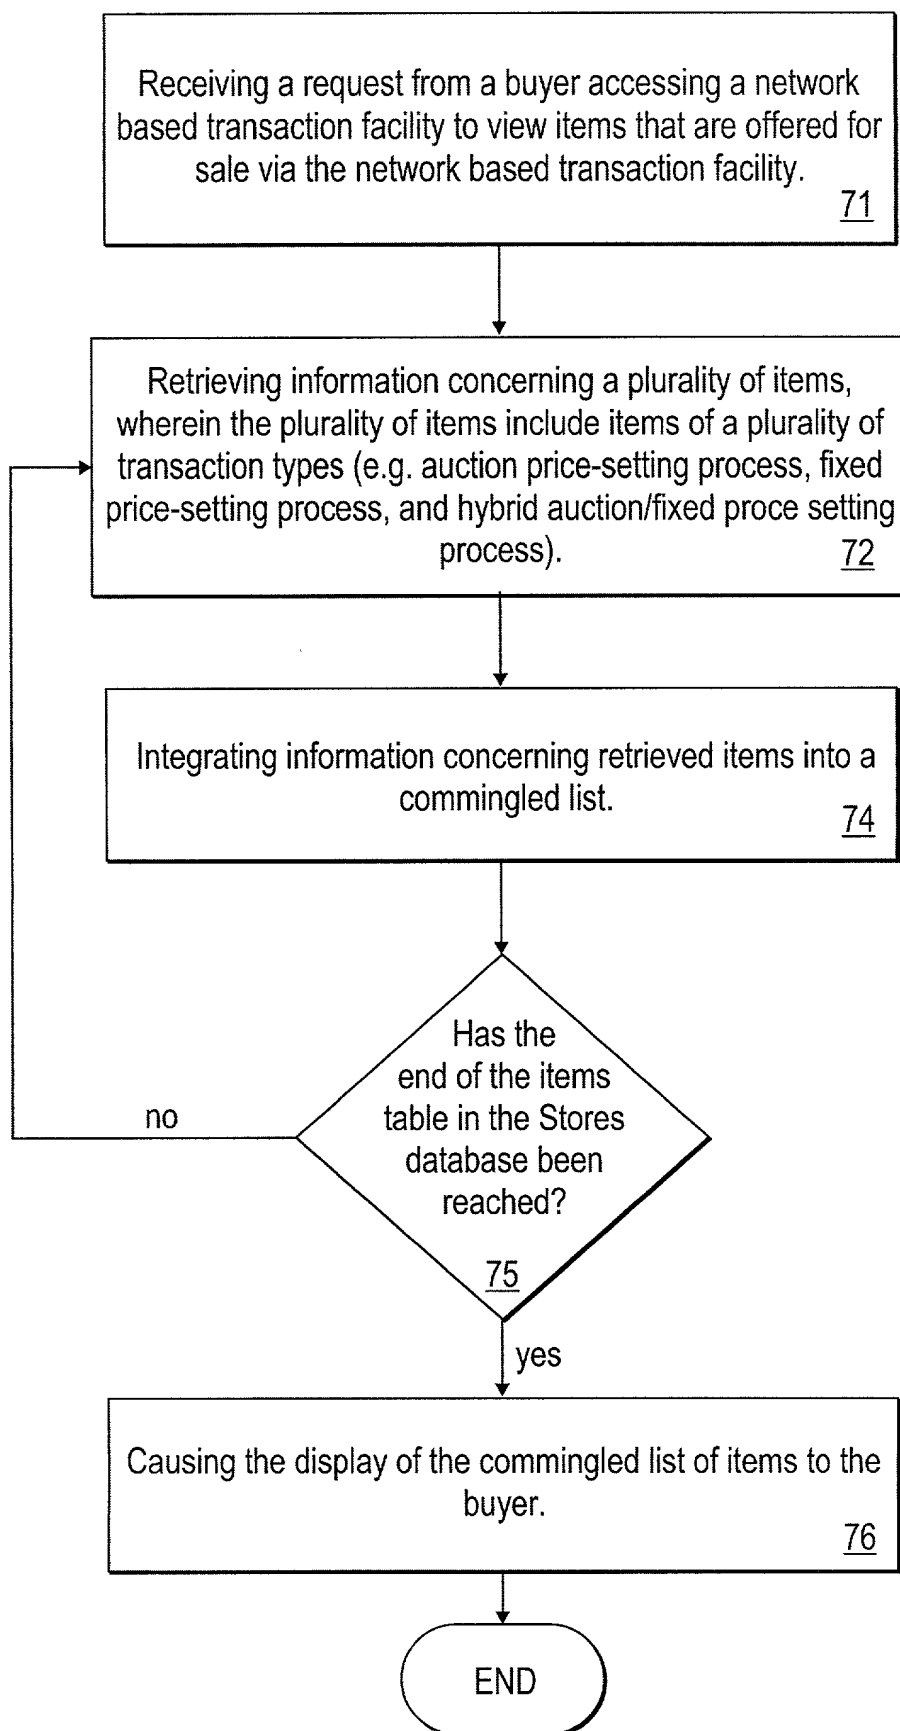 Receiving a request from a buyer accessing a network
based transaction facility to view items that are offered for
sale via the network based transaction facility.
71
Retrieving information concerning a plurality of items,
wherein the plurality of items include items of a plurality of
transaction types (e.g. auction price-setting process, fixed
price-setting process, and hybrid auction/fixed proce setting
process).
72
Integrating information concerning retrieved items into a
commingled list.
74
Has the
end of the items
table in the Stores
database been
reached?
75
no
yes
Causing the display of the commingled list of items to the
buyer.
76
END